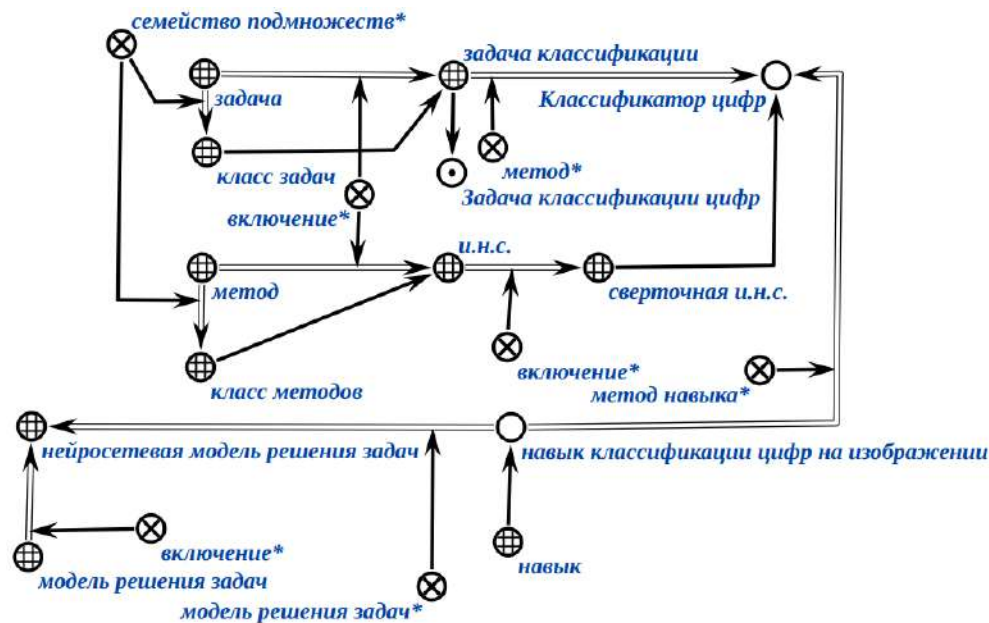 семейство подмножеств*
задача классификации
задача
Классификатор цифр
класс задач
метод*
Задача классификации цифр
включение*
и.н.с.
метод
сверточная и.н.с.
включение*
класс методов
метод навыка*
нейросетевая модель решения задач
навык классификации цифр на изображении
включение*
навык
модель решения задач
модель решения задач*